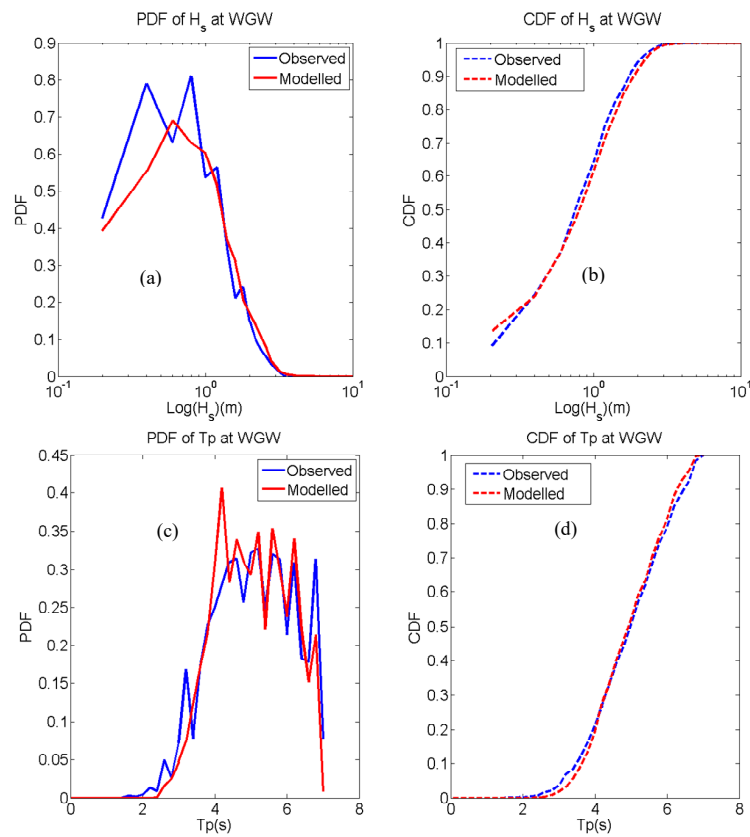 PDF of Hs at WGW
0.9
0.8
0.7
0.6
0.5
0.4
0.3
0.2
0.1
0
PDF
Observed
Modelled
(a)
10-1
100
101
Log(Hs)(m)
CDF of Hs at WGW
1
0.9
0.8
0.7
0.6
0.5
0.4
0.3
0.2
0.1
0
CDF
Observed
Modelled
(b)
10-1
100
101
Log(Hs)(m)
PDF of Tp at WGW
0.45
0.4
0.35
0.3
0.25
0.2
0.15
0.1
0.05
0
PDF
Observed
Modelled
(c)
0 2 4 6 8
Tp(s)
CDF of Tp at WGW
1
0.9
0.8
0.7
0.6
0.5
0.4
0.3
0.2
0.1
0
CDF
Observed
Modelled
(d)
0 2 4 6 8
Tp(s)